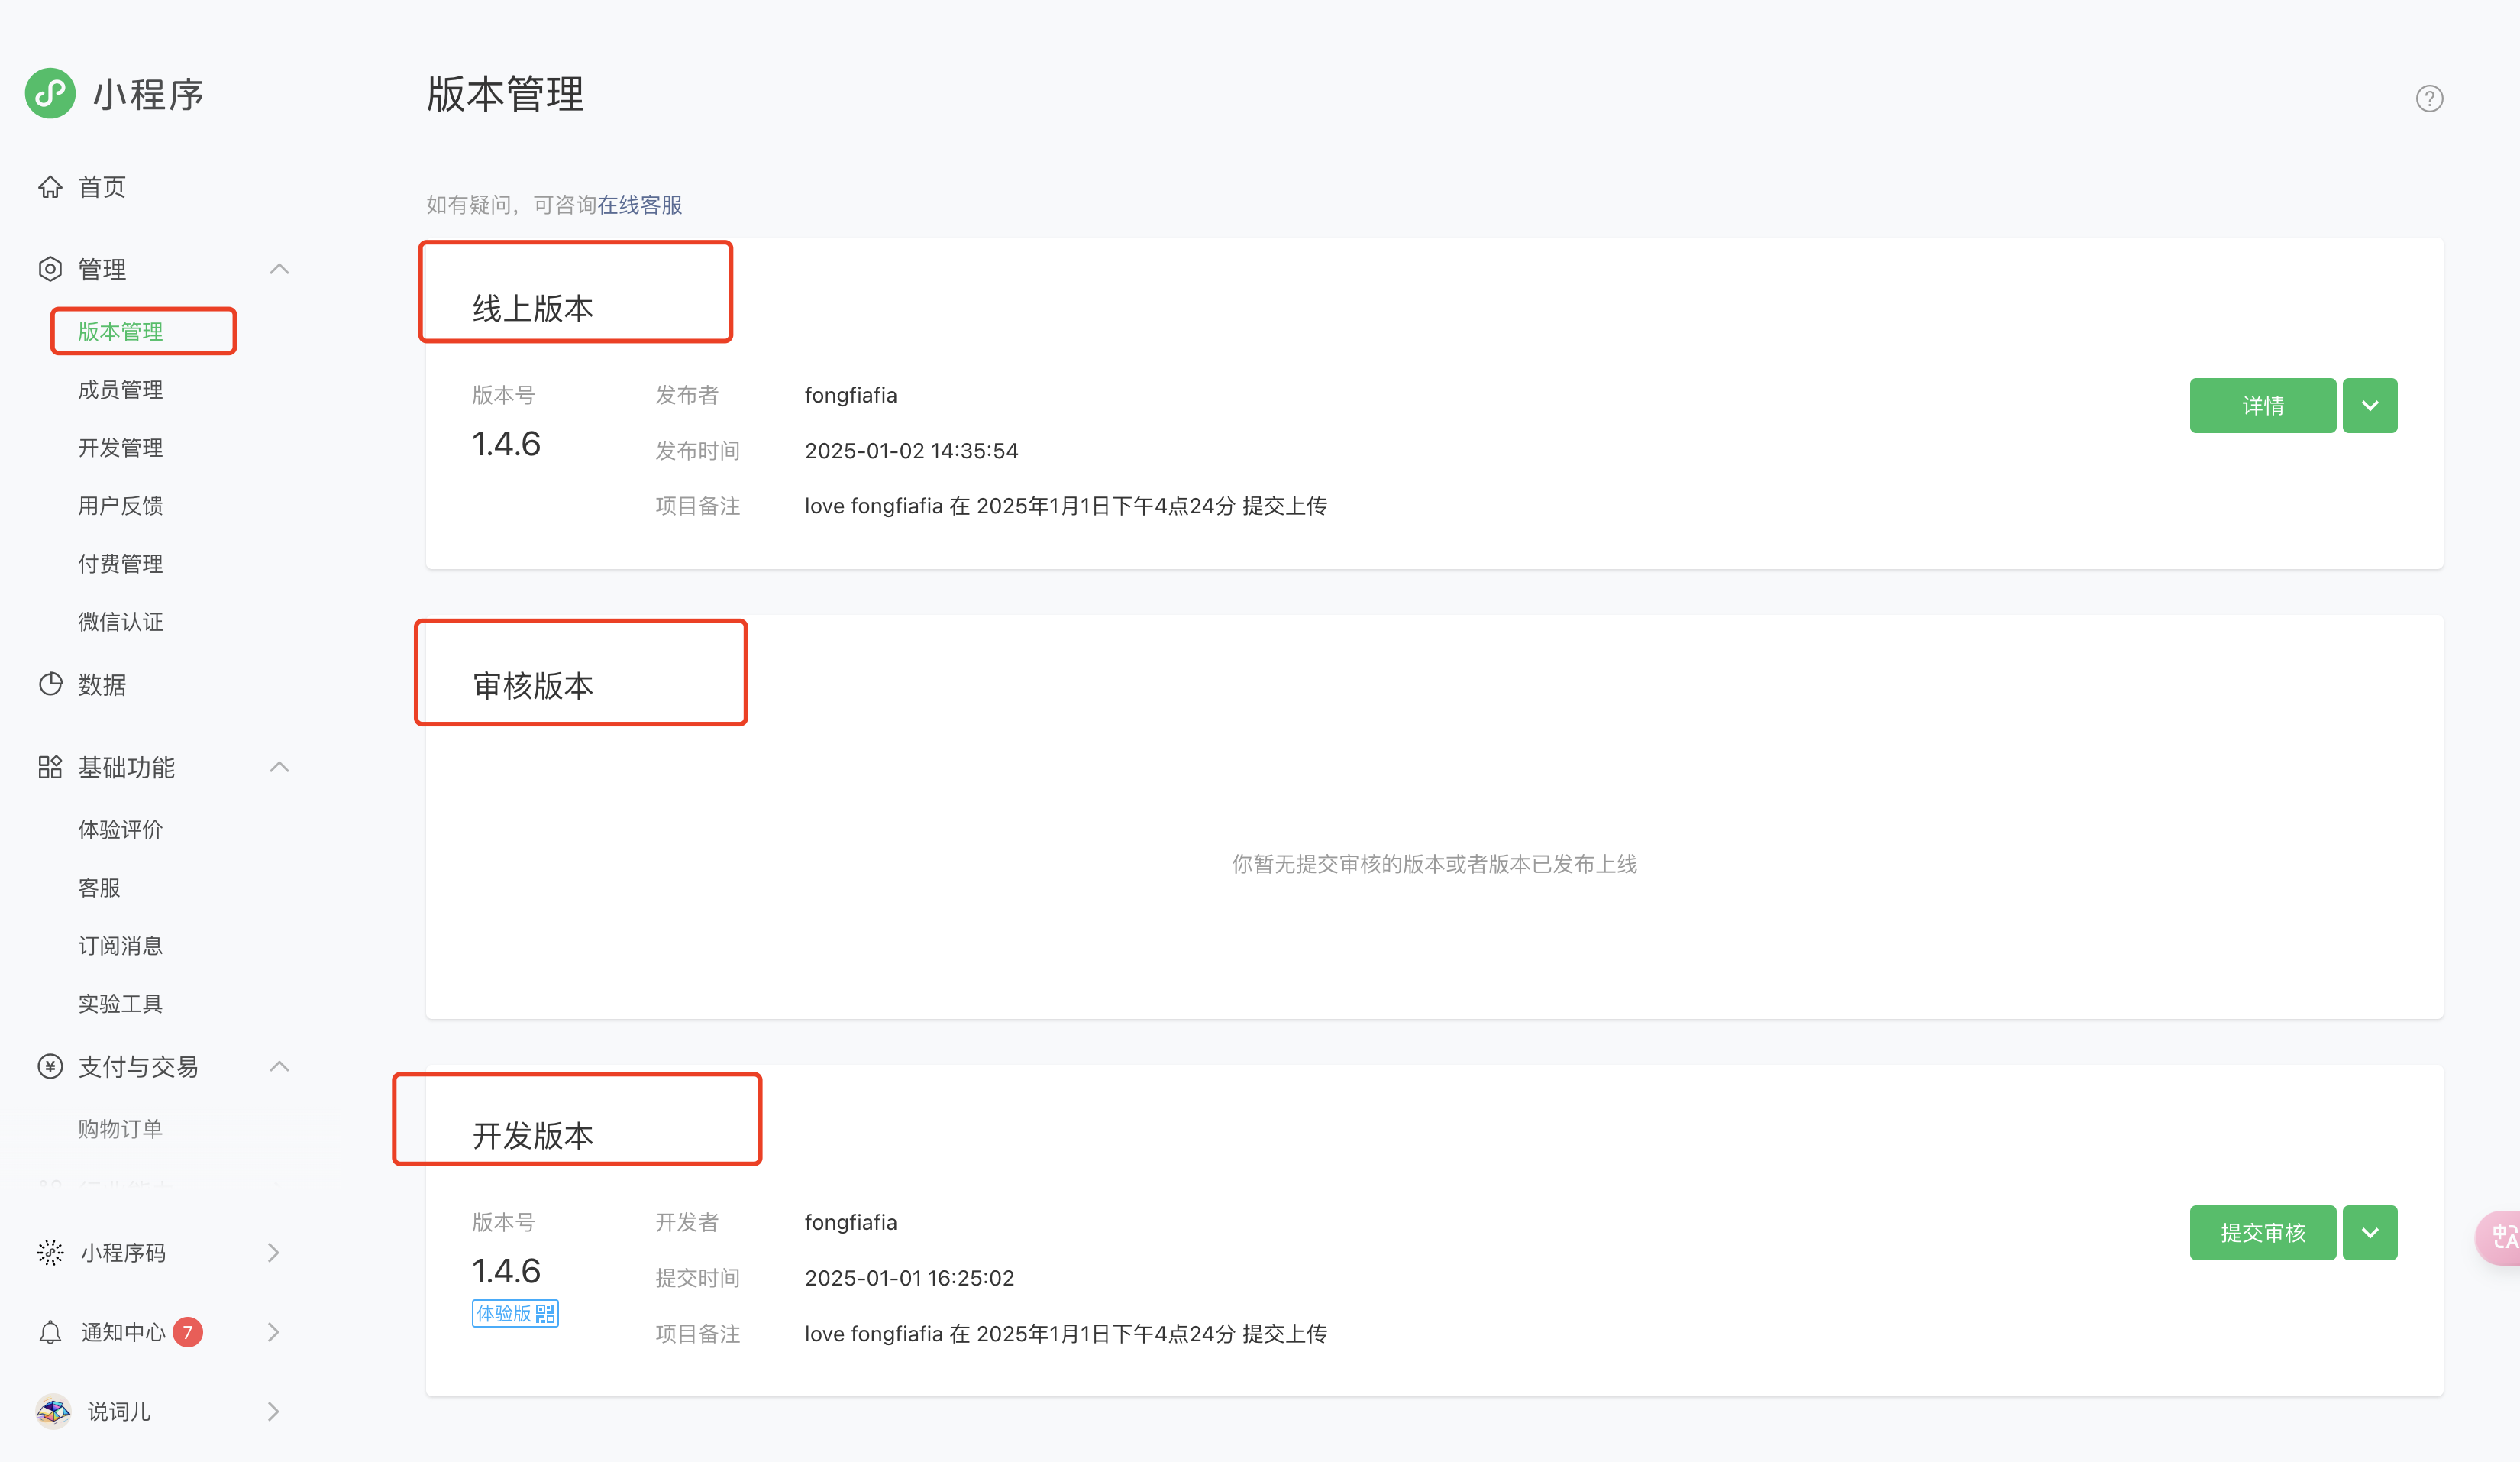 小程序
首页
管理
版本管理
成员管理
开发管理
用户反馈
付费管理
微信认证
数据
基础功能
体验评价
客服
订阅消息
实验工具
支付与交易
购物订单
小程序码
通知中心 7
说词儿
版本管理
如有疑问，可咨询在线客服
线上版本
版本号
1.4.6
发布者 fongfiafia
发布时间 2025-01-02 14:35:54
项目备注 love fongfiafia 在 2025年1月1日下午4点24分 提交上传
详情
审核版本
你暂无提交审核的版本或者版本已发布上线
开发版本
版本号
1.4.6
体验版
开发者 fongfiafia
提交时间 2025-01-01 16:25:02
项目备注 love fongfiafia 在 2025年1月1日下午4点24分 提交上传
提交审核